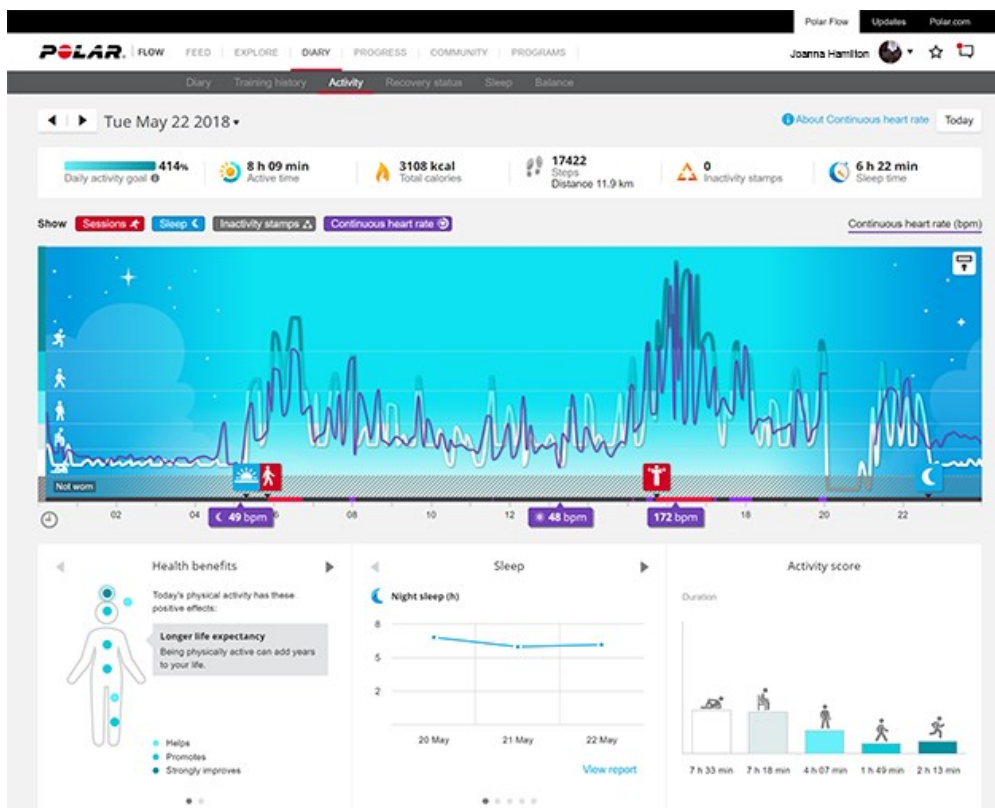 Polar Flow Updates Polar.com
POLAR. FLOW FEED EXPLORE DIARY PROGRESS COMMUNITY PROGRAMS Joanna Hamilton
Diary Training history Activity Recovery status Sleep Balance
Tue May 22 2018 About Continuous heart rate Today
414% 8 h 09 min 3108 kcal 17422 0 6 h 22 min
Daily activity goal Active time Total calories Steps Inactivity stamps Sleep time
Distance 11.9 km
Show Sessions Sleep Inactivity stamps Continuous heart rate Continuous heart rate (bpm)
Not worn
02 04 6 08 10 12 18 20 22
49 bpm 48 bpm 172 bpm
Health benefits
Today's physical activity has these
positive effects:
Longer life expectancy
Being physically active can add years
to your life.
Helps
Promotes
Strongly improves
Sleep
Night sleep (h)
8
5
2
20 May 21 May 22 May
View report
Activity score
Duration
7 h 33 min 7 h 18 min 4 h 07 min 1 h 49 min 2 h 13 min